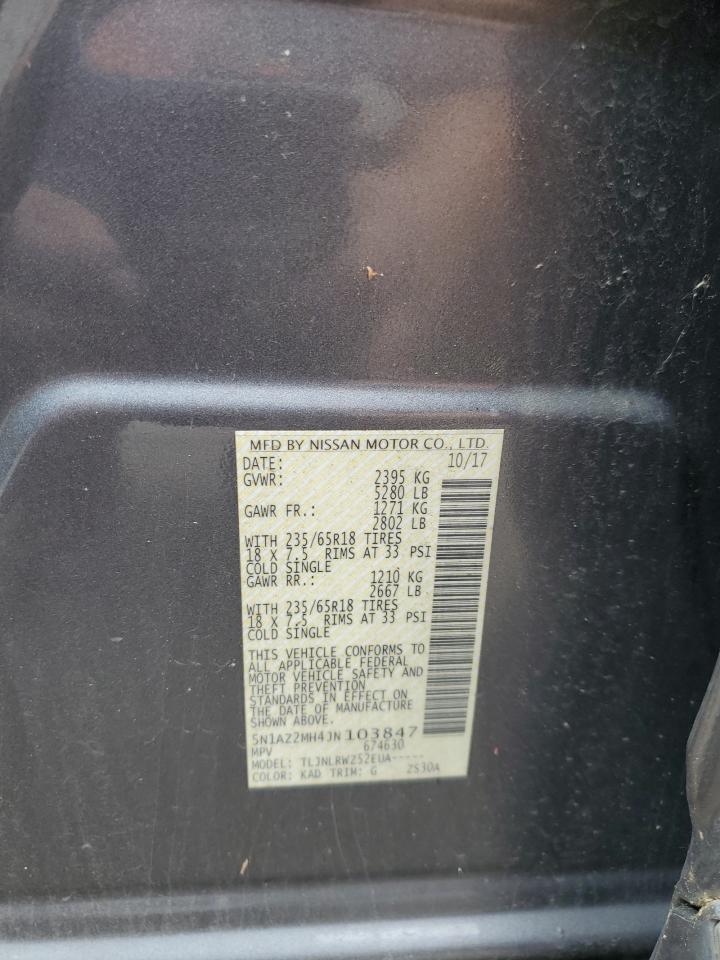 MFD BY NISSAN MOTOR CO., LTD.
DATE: 10/17
GVWR: 2395 KG
5280 LB
GAWR FR.: 1271 KG
2802 LB
WITH 235/65R18 TIRES
18 X 7.5 RIMS AT 33 PSI
COLD SINGLE
GAWR RR.: 1210 KG
2667 LB
WITH 235/65R18 TIRES
18 X 7.5 RIMS AT 33 PSI
COLD SINGLE
THIS VEHICLE CONFORMS TO
ALL APPLICABLE FEDERAL
MOTOR VEHICLE SAFETY AND
THEFT PREVENTION
STANDARDS IN EFFECT ON
THE DATE OF MANUFACTURE
SHOWN ABOVE.
5N1AZ2MH4JN103847
MPV 674630
MODEL: TLJNLRWZ52EUA-----
COLOR: KAD TRIM: G ZS30A